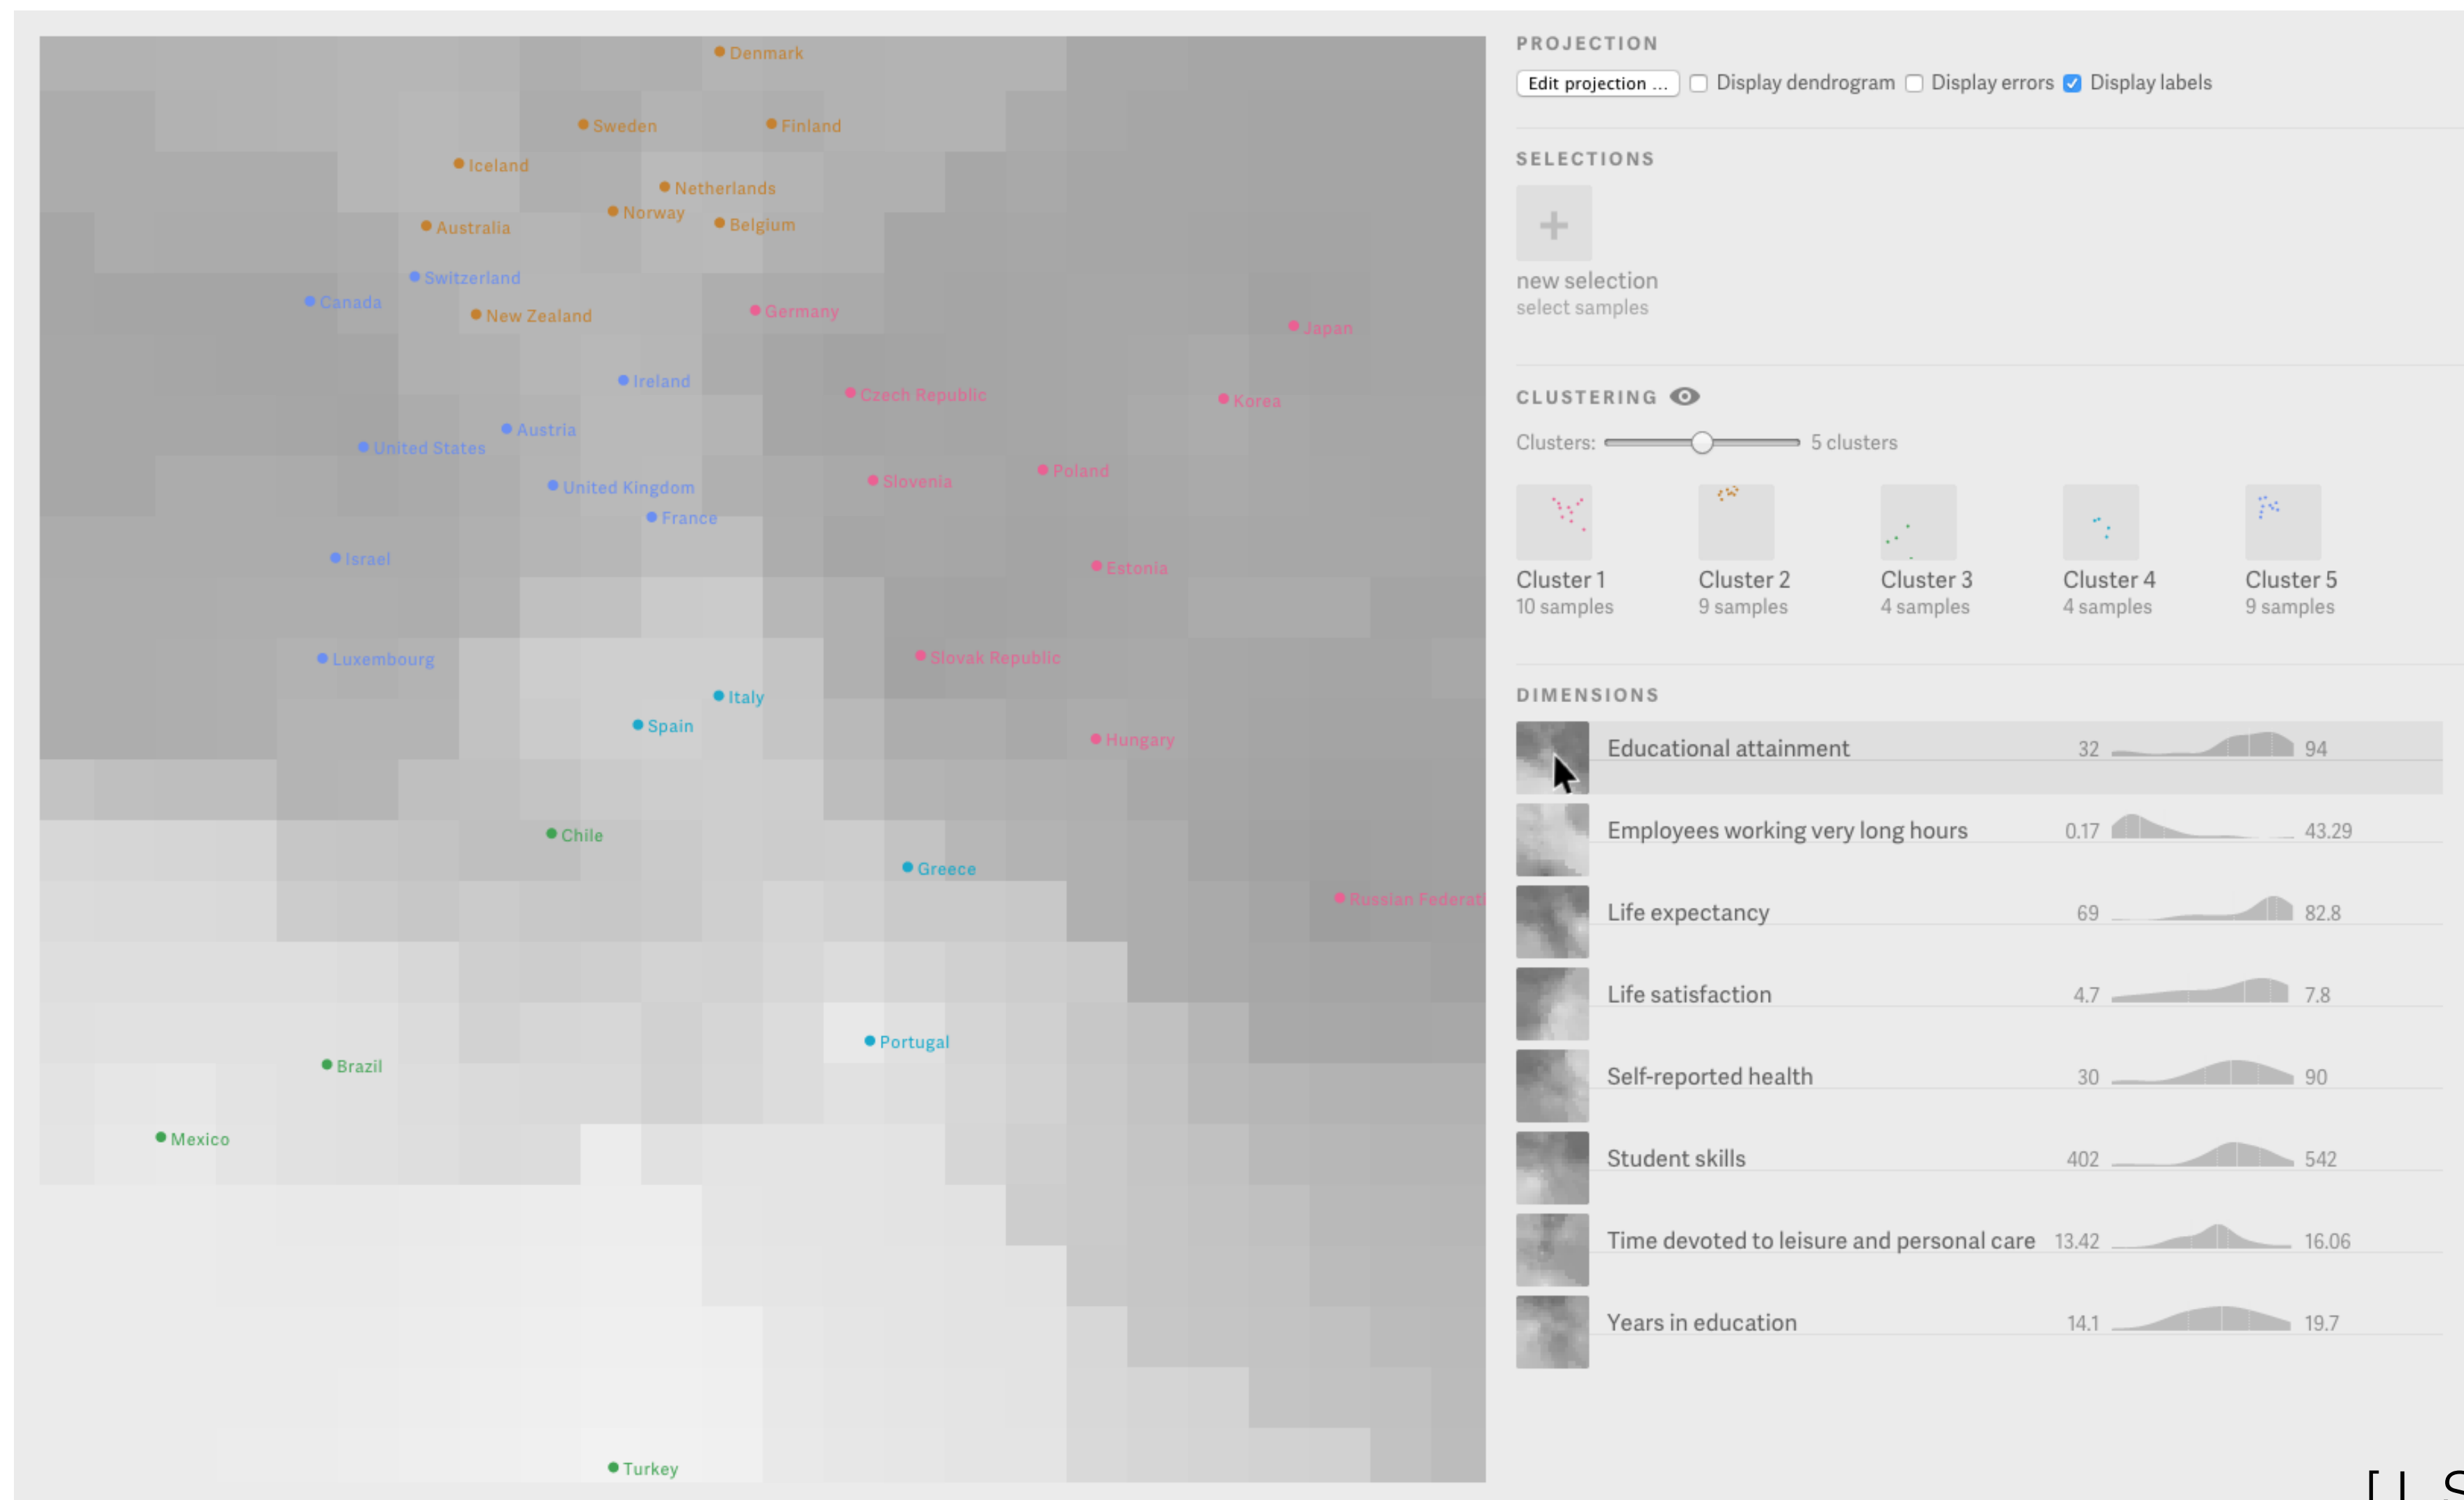 Denmark
Sweden
Finland
Iceland
Netherlands
Norway
Belgium
Australia
Switzerland
Canada
New Zealand
Germany
Japan
Ireland
Czech Republic
Korea
Austria
United States
Poland
Slovenia
United Kingdom
France
Israel
Estonia
Luxembourg
Slovak Republic
Italy
Spain
Hungary
Chile
Greece
Russian Federati
Portugal
Brazil
Mexico
Turkey
PROJECTION
Edit projection ... Display dendrogram Display errors Display labels
SELECTIONS
+
new selection
select samples
CLUSTERING
Clusters: 5 clusters
Cluster 1 Cluster 2 Cluster 3 Cluster 4 Cluster 5
10 samples 9 samples 4 samples 4 samples 9 samples
DIMENSIONS
Educational attainment 32 94
Employees working very long hours 0.17 43.29
Life expectancy 69 82.8
Life satisfaction 4.7 7.8
Self-reported health 30 90
Student skills 402 542
Time devoted to leisure and personal care 13.42 16.06
Years in education 14.1 19.7